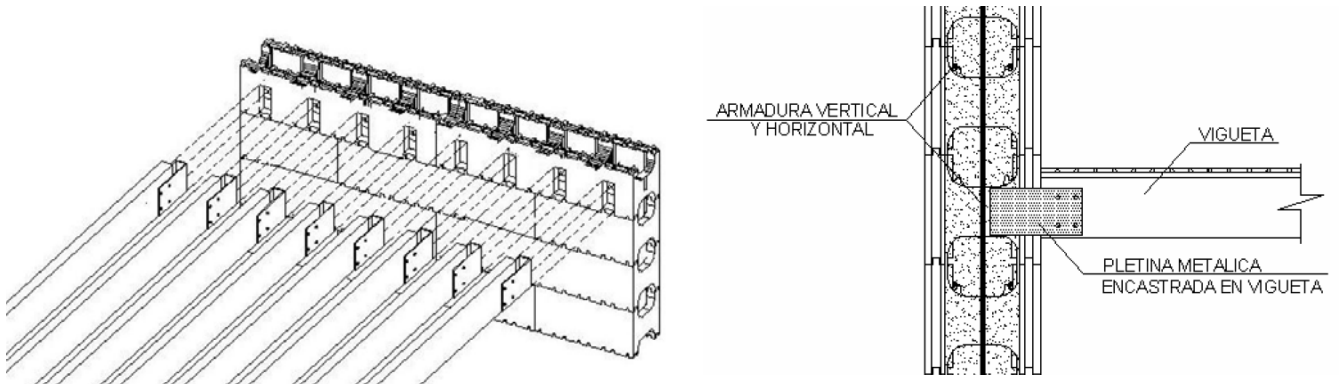 ARMADURA VERTICAL
Y HORIZONTAL
VIGUETA
PLETINA METALICA
ENCASTRADA EN VIGUETA